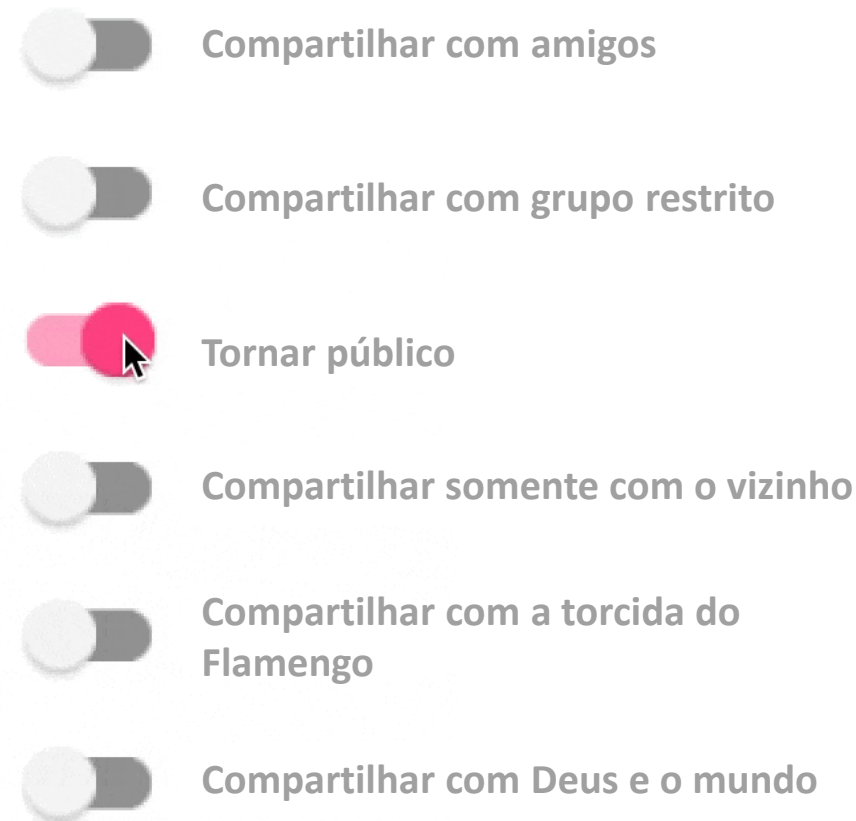 Compartilhar com amigos
Compartilhar com grupo restrito
Tornar público
Compartilhar somente com o vizinho
Compartilhar com a torcida do
Flamengo
Compartilhar com Deus e o mundo